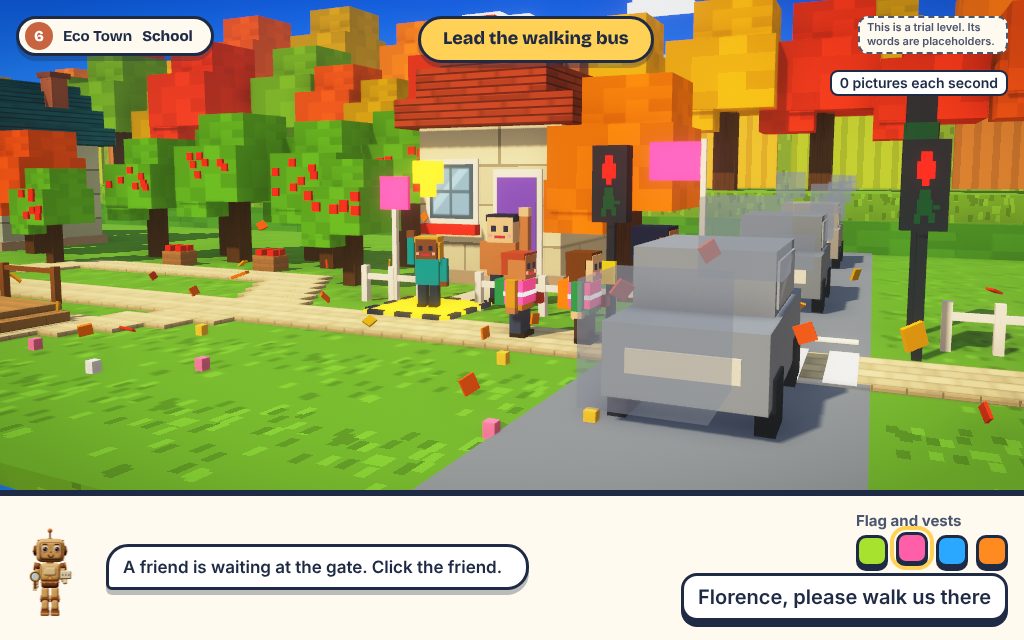 6 Eco Town School
Lead the walking bus
This is a trial level. Its
words are placeholders.
0 pictures each second
A friend is waiting at the gate. Click the friend.
Flag and vests
Florence, please walk us there